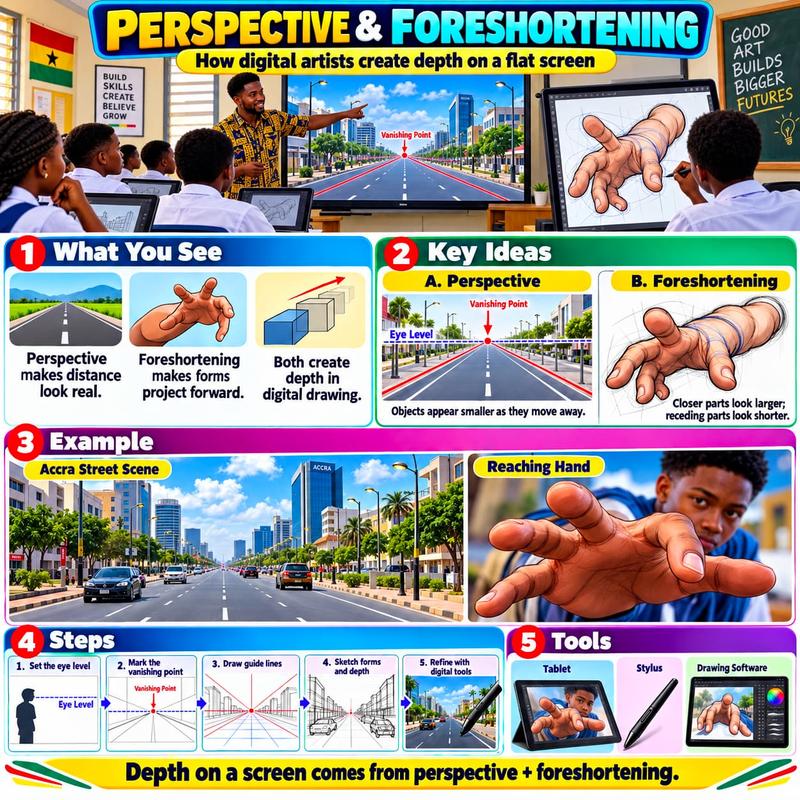 PERSPECTIVE & FORESHORTENING
How digital artists create depth on a flat screen
BUILD
SKILLS
CREATE
BELIEVE
GROW
Vanishing Point
GOOD
ART
BUILDS
BIGGER
FUTURES
1 What You See
Perspective
makes distance
look real.
Foreshortening
makes forms
project forward.
Both create
depth in
digital drawing.
2 Key Ideas
A. Perspective
Vanishing Point
Eye Level
Objects appear smaller as they move away.
B. Foreshortening
Closer parts look larger;
receding parts look shorter.
3 Example
Accra Street Scene
ACCRA
Reaching Hand
4 Steps
1. Set the eye level
Eye Level
2. Mark the
vanishing point
Vanishing Point
3. Draw guide lines
4. Sketch forms
and depth
5. Refine with
digital tools
5 Tools
Tablet
Stylus
Drawing Software
Depth on a screen comes from perspective + foreshortening.